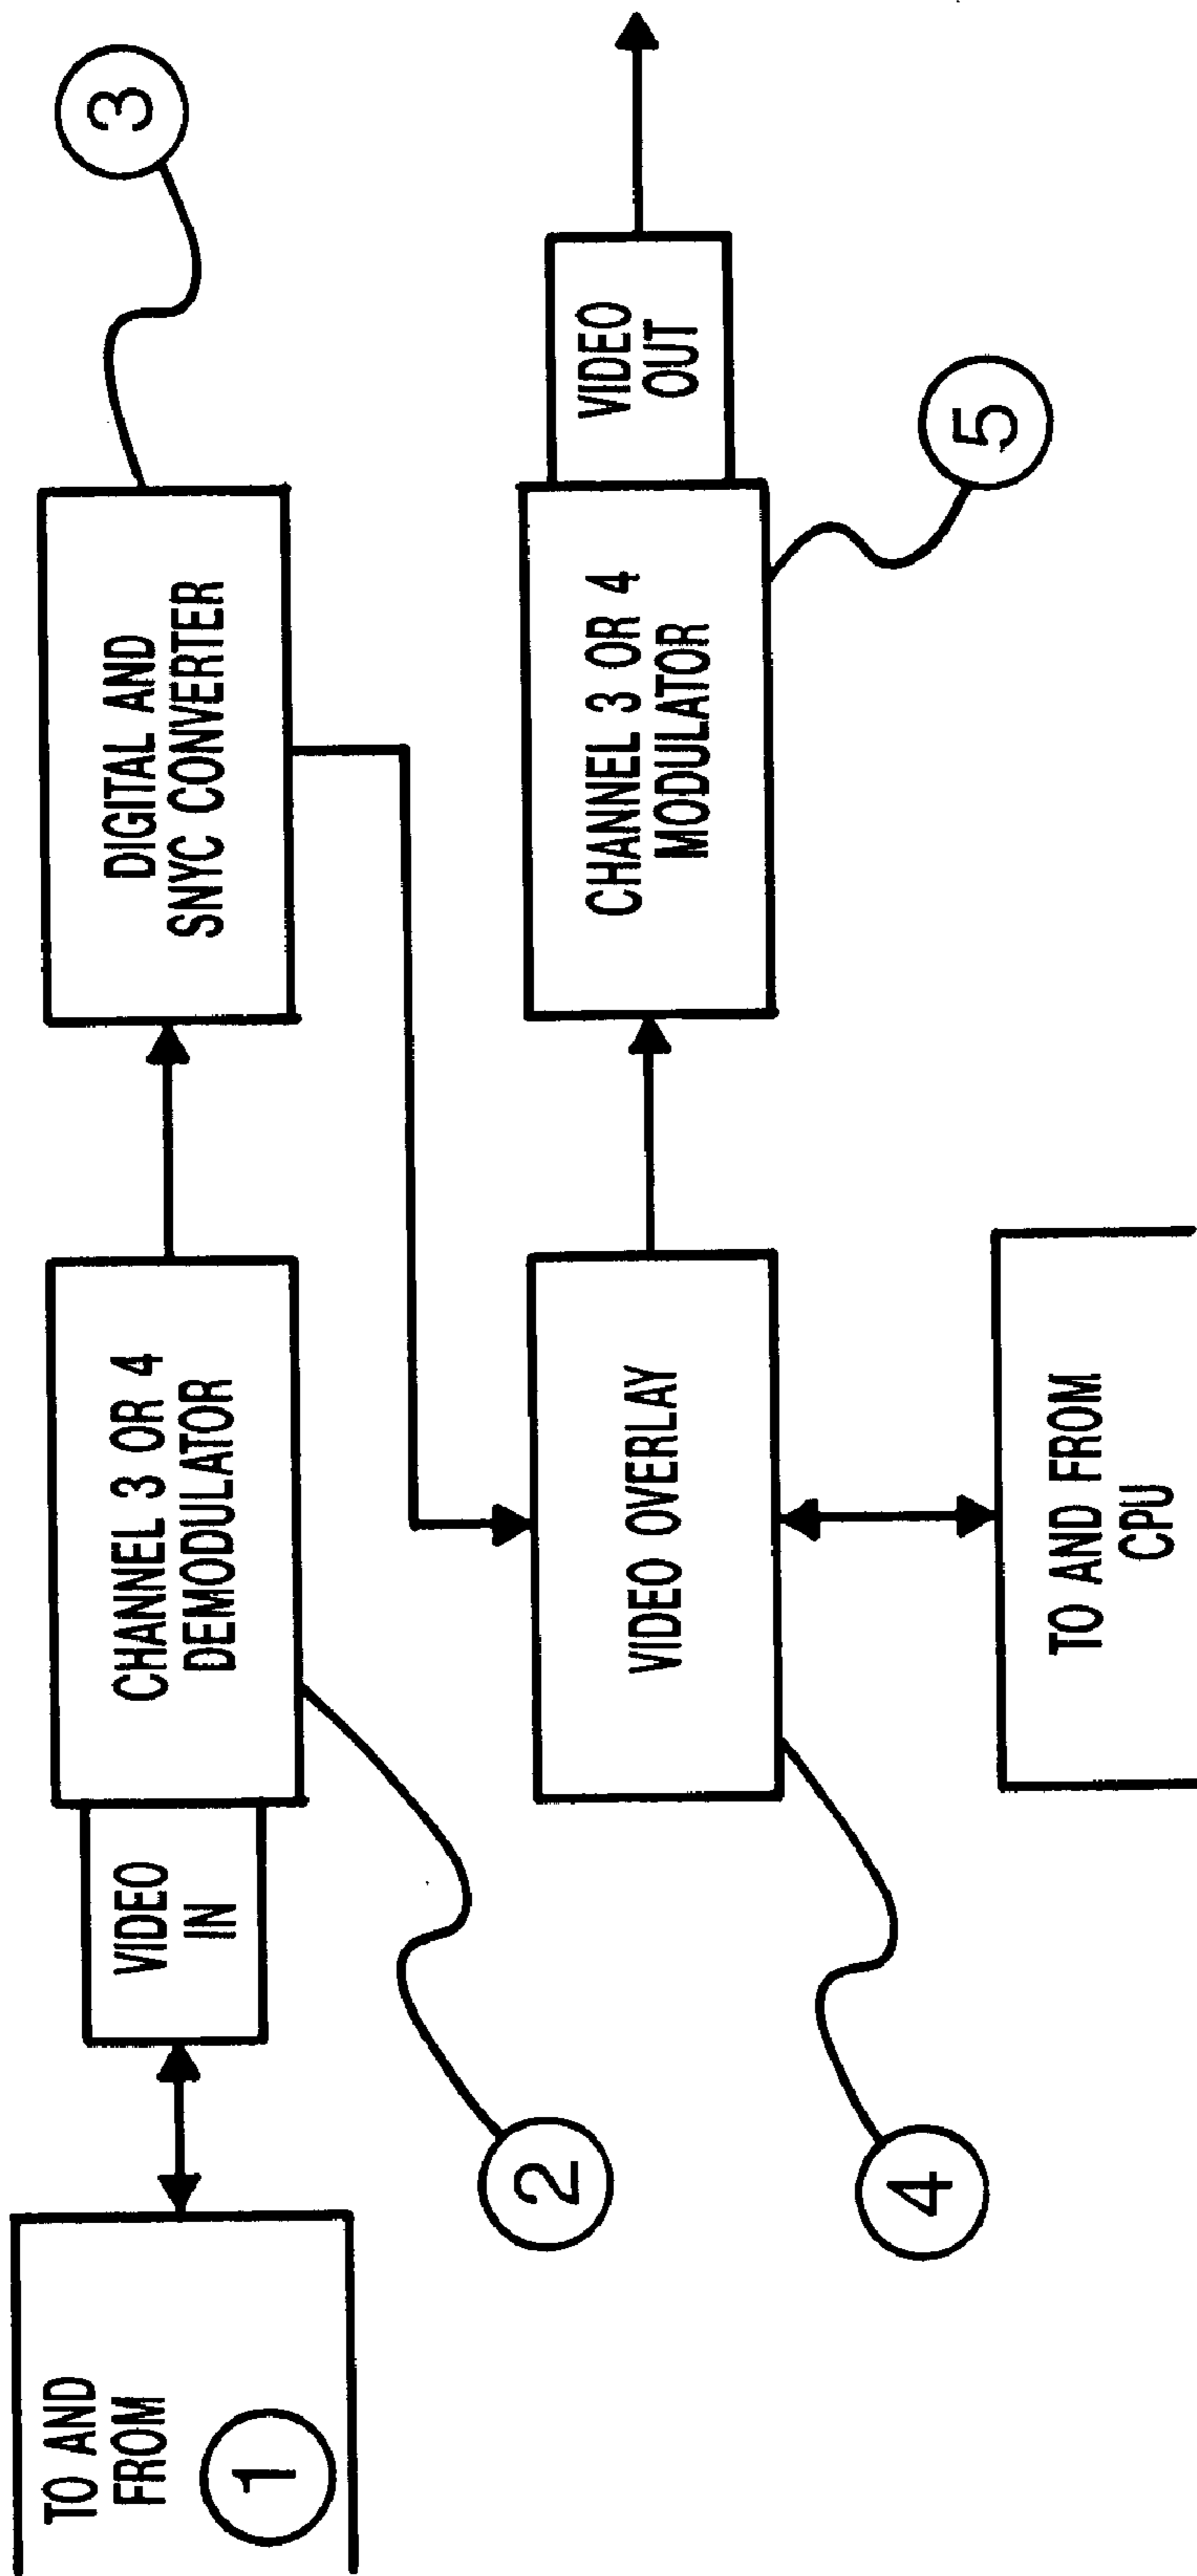 TO AND
FROM
1
VIDEO
IN
CHANNEL 3 OR 4
DEMODULATOR
2
DIGITAL AND
SNYC CONVERTER
3
VIDEO OVERLAY
4
TO AND FROM
CPU
CHANNEL 3 OR 4
MODULATOR
5
VIDEO
OUT